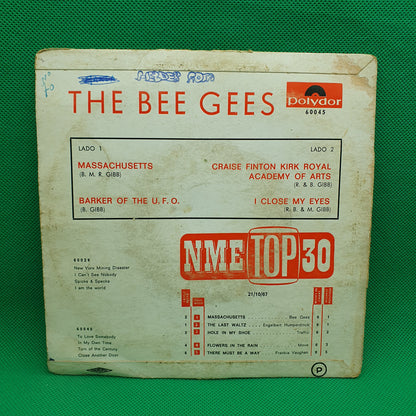 THE BEE GEES
Polydor
60045
LADO 1
MASSACHUSETTS
(B. M. R. GIBB)
BARKER OF THE U. F. O.
(B. GIBB)
LADO 2
CRAISE FINTON KIRK ROYAL
ACADEMY OF ARTS
(R. & B. GIBB)
I CLOSE MY EYES
(R. B. & M. GIBB)
NME TOP 30
21/10/67
60029
New York Mining Disaster
I Can't See Nobody
Spicks & Specks
I am the world
60040
To Love Somebody
In My Own Time
Turn of the Century
Close Another Door
2 1 MASSACHUSETTS Bee Gees 1
THE LAST WALTZ Engelbert Humperdinck
HOLE IN MY SHOE Traffic
FLOWERS IN THE RAIN Move
THERE MUST BE A WAY Frankie Vaughan
P